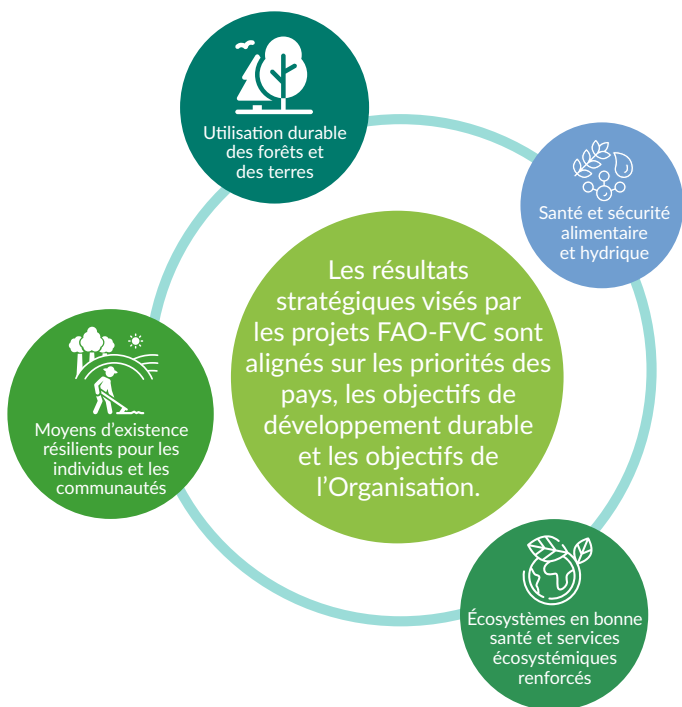 Utilisation durable
des forêts et
des terres
Santé et sécurité
alimentaire
et hydrique
Les résultats
stratégiques visés par
les projets FAO-FVC sont
alignés sur les priorités des
pays, les objectifs de
développement durable
et les objectifs de
l’Organisation.
Moyens d'existence
résilients pour les
individus et les
communautés
Écosystèmes en bonne
santé et services
écosystémiques
renforcés